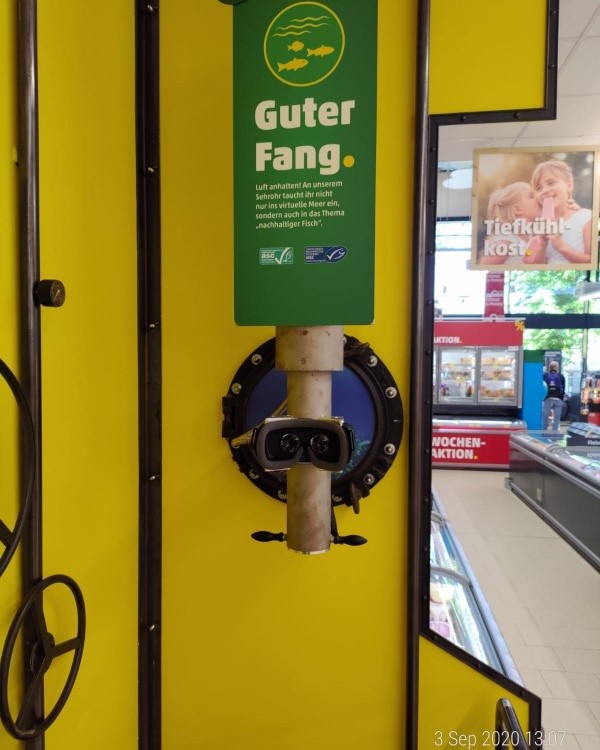 Guter
Fang.
Luft anhalten! An unserem
Sehrohr taucht ihr nicht
nur ins virtuelle Meer ein,
sondern auch in das Thema
„nachhaltiger Fisch“.
asc
MSC
Tiefkühl-
kost.
AKTION.
%
WOCHEN-
AKTION.
3 Sep 2020 13:07